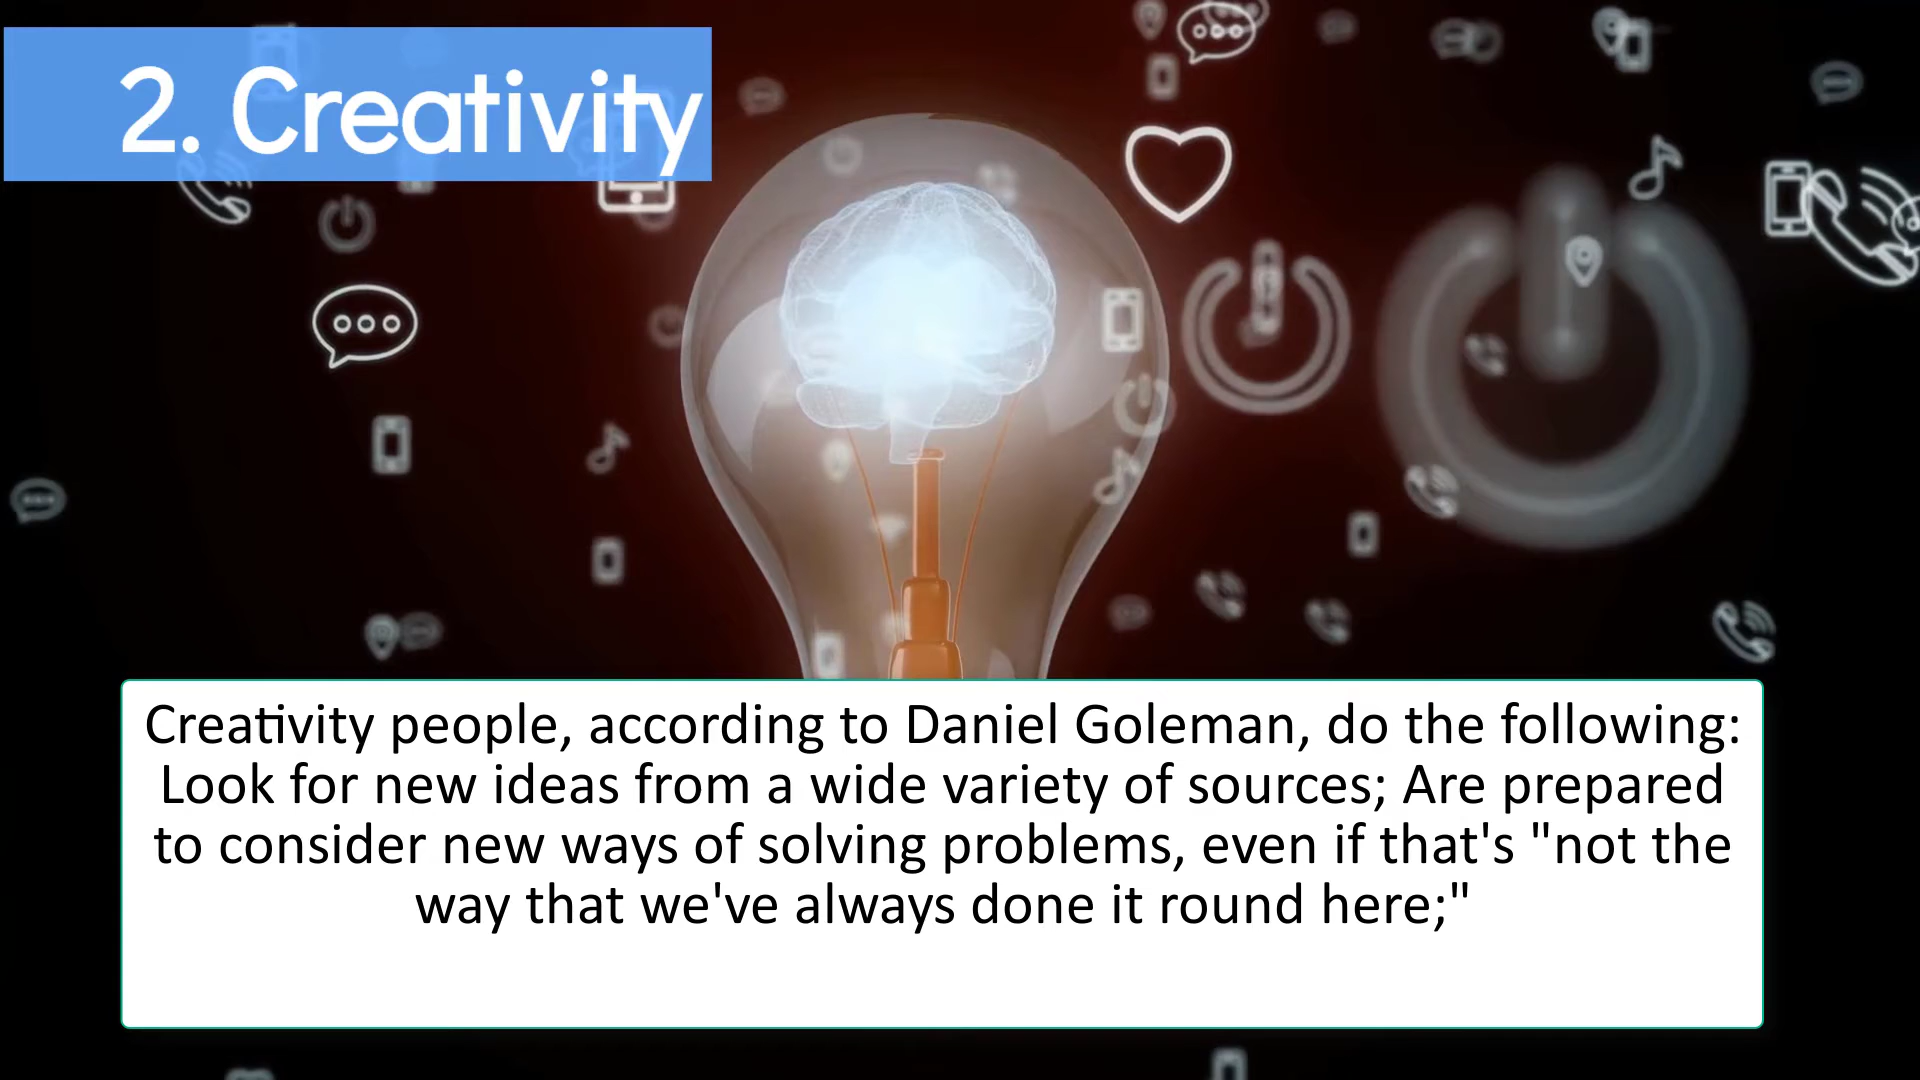 2. Creativity
Creativity people, according to Daniel Goleman, do the following:
Look for new ideas from a wide variety of sources; Are prepared
to consider new ways of solving problems, even if that's "not the
way that we've always done it round here;"